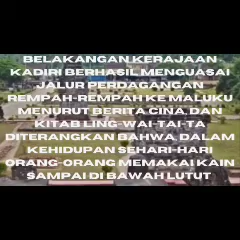 BELAKANGAN KERAJAAN
KADIRI BERHASIL MENGUASAI
JALUR PERDAGANGAN
REMPAH-REMPAH KE MALUKU
MENURUT BERITA CINA, DAN
KITAB LING-WAI-TAI-TA
DITERANGKAN BAHWA, DALAM
KEHIDUPAN SEHARI-HARI
ORANG-ORANG MEMAKAI KAIN
SAMPAI DI BAWAH LUTUT